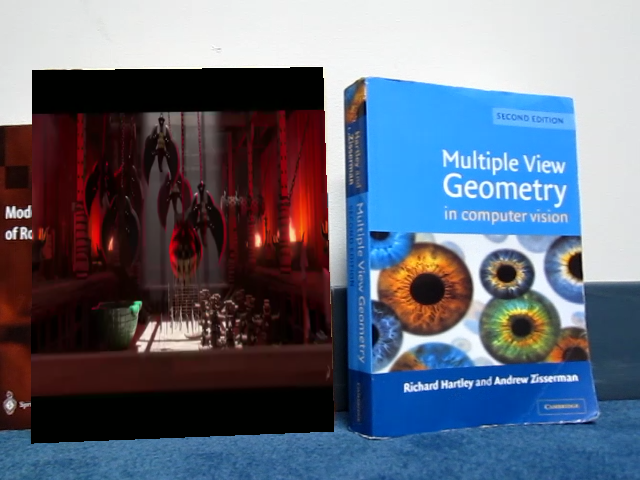 Mod
of Ro
Hartley and
Zisserman
Multiple View Geometry
SECOND EDITION
Multiple View
Geometry
in computer vision
Richard Hartley and Andrew Zisserman
CAMBRIDGE